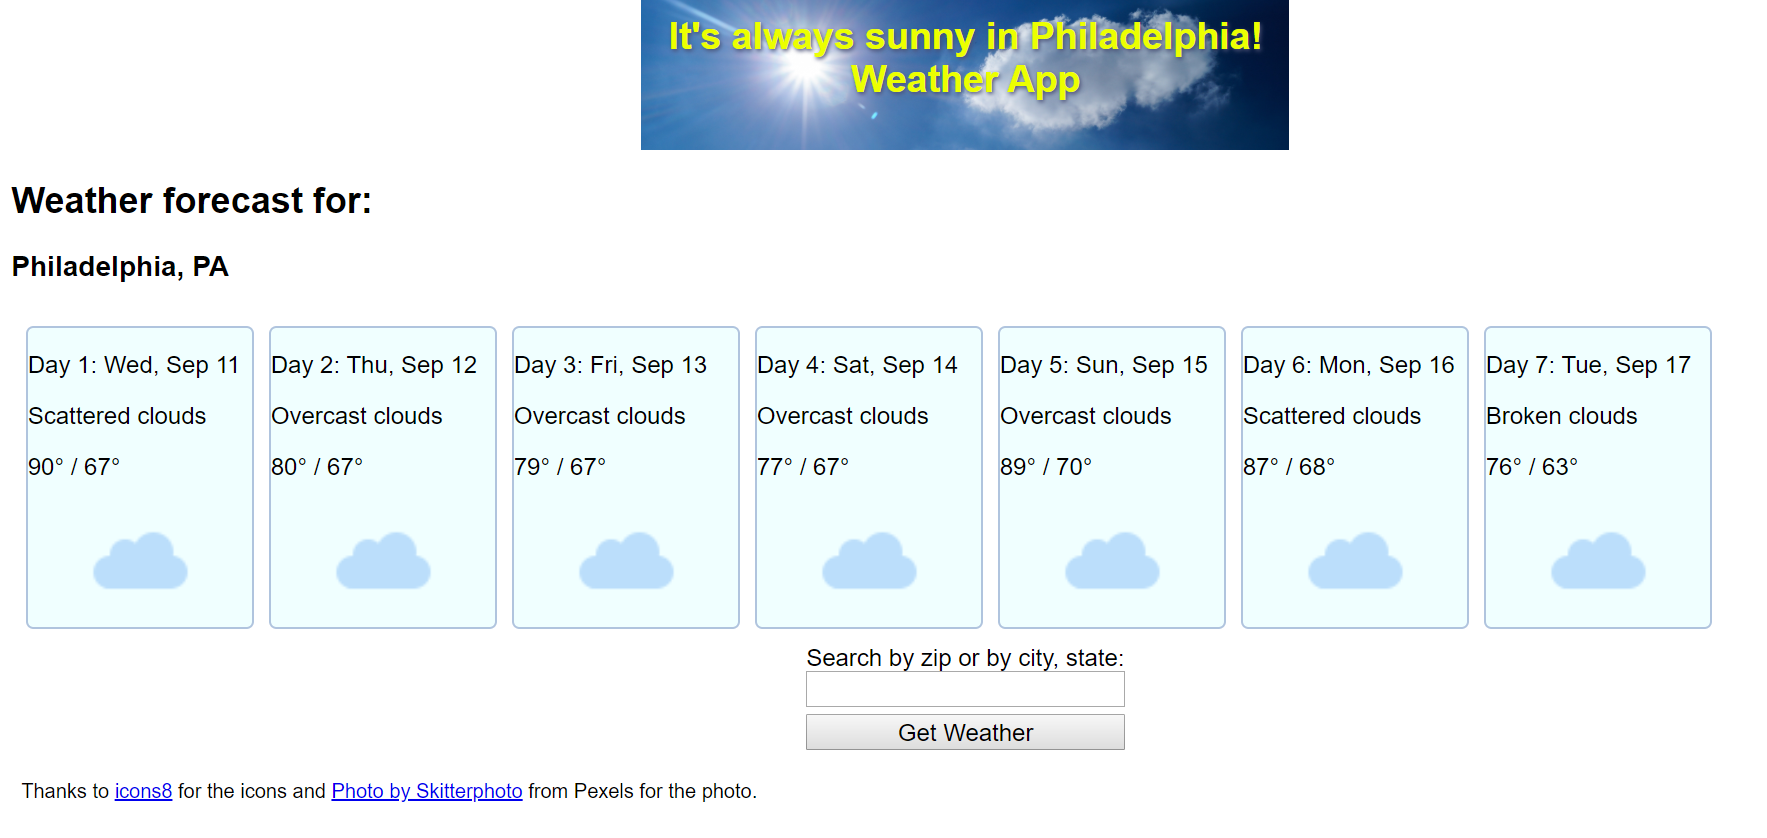 It's always sunny in Philadelphia!
Weather App
Weather forecast for:
Philadelphia, PA
Day 1: Wed, Sep 11
Scattered clouds
90° / 67°
Day 2: Thu, Sep 12
Overcast clouds
80° / 67°
Day 3: Fri, Sep 13
Overcast clouds
79° / 67°
Day 4: Sat, Sep 14
Overcast clouds
77° / 67°
Day 5: Sun, Sep 15
Overcast clouds
89° / 70°
Day 6: Mon, Sep 16
Scattered clouds
87° / 68°
Day 7: Tue, Sep 17
Broken clouds
76° / 63°
Search by zip or by city, state:
Get Weather
Thanks to icons8 for the icons and Photo by Skitterphoto from Pexels for the photo.